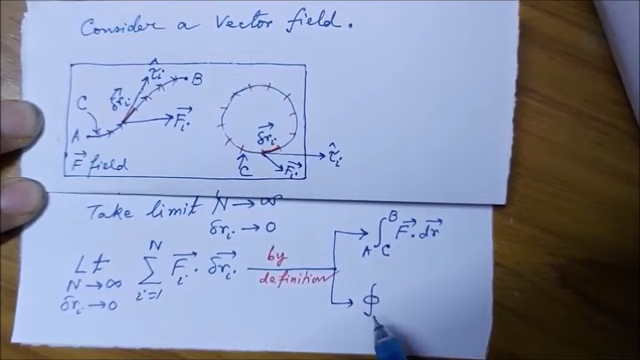 Consider a Vector field.
τ̂ᵢ
B
C
δr⃗ᵢ
F⃗ᵢ
A
F⃗ field
δr⃗ᵢ
C
F⃗ᵢ
τ̂ᵢ
Take limit N → ∞
δrᵢ → 0
Lt N → ∞ δrᵢ → 0 ∑ i=1 N F⃗ᵢ · δr⃗ᵢ
by
definition
∫ A C B F⃗ · dr⃗
∮